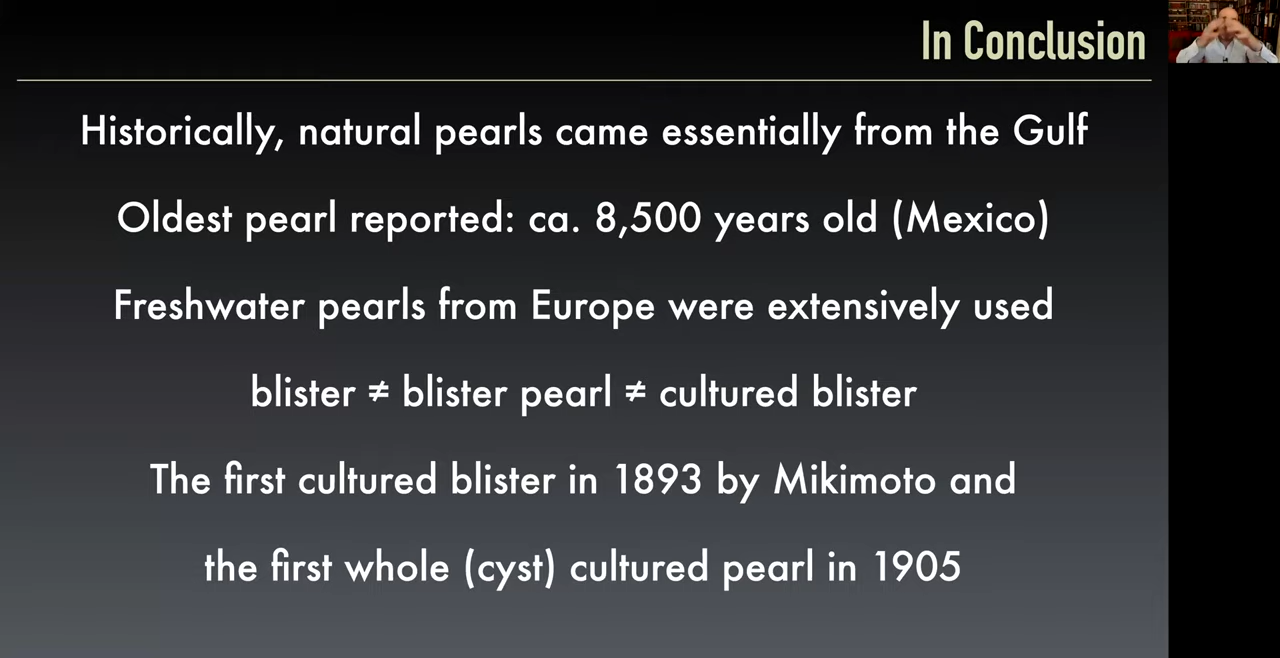 In Conclusion
Historically, natural pearls came essentially from the Gulf
Oldest pearl reported: ca. 8,500 years old (Mexico)
Freshwater pearls from Europe were extensively used
blister ≠ blister pearl ≠ cultured blister
The first cultured blister in 1893 by Mikimoto and
the first whole (cyst) cultured pearl in 1905